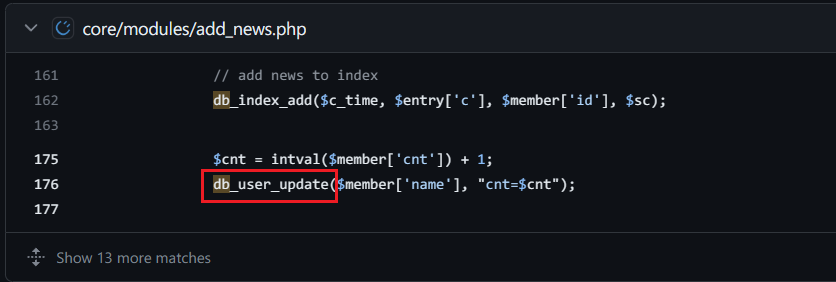 core/modules/add_news.php
161 // add news to index
162 db_index_add($c_time, $entry['c'], $member['id'], $sc);
163
175 $cnt = intval($member['cnt']) + 1;
176 db_user_update($member['name'], "cnt=$cnt");
177
Show 13 more matches